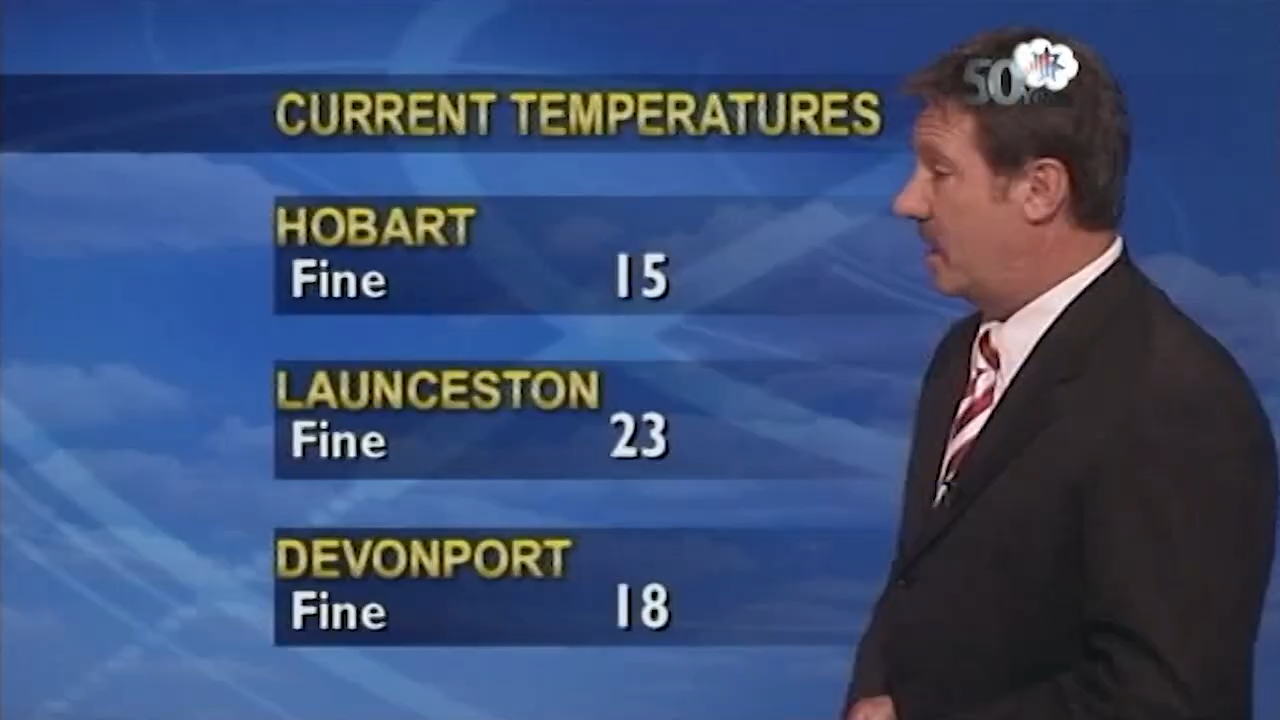 50
CURRENT TEMPERATURES
HOBART
Fine 15
LAUNCESTON
Fine 23
DEVONPORT
Fine 18